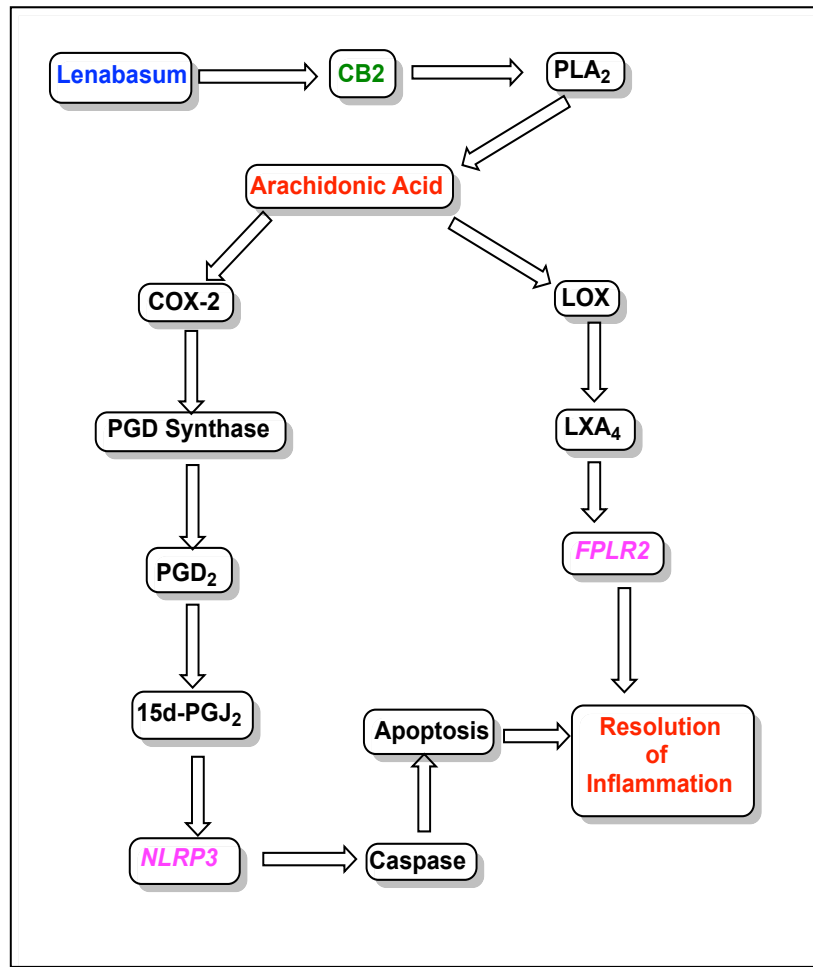 Lenabasum
CB2
PLA₂
Arachidonic Acid
COX-2
LOX
PGD Synthase
LXA₄
PGD₂
FPLR2
15d-PGJ₂
Apoptosis
Resolution
of
Inflammation
NLRP3
Caspase